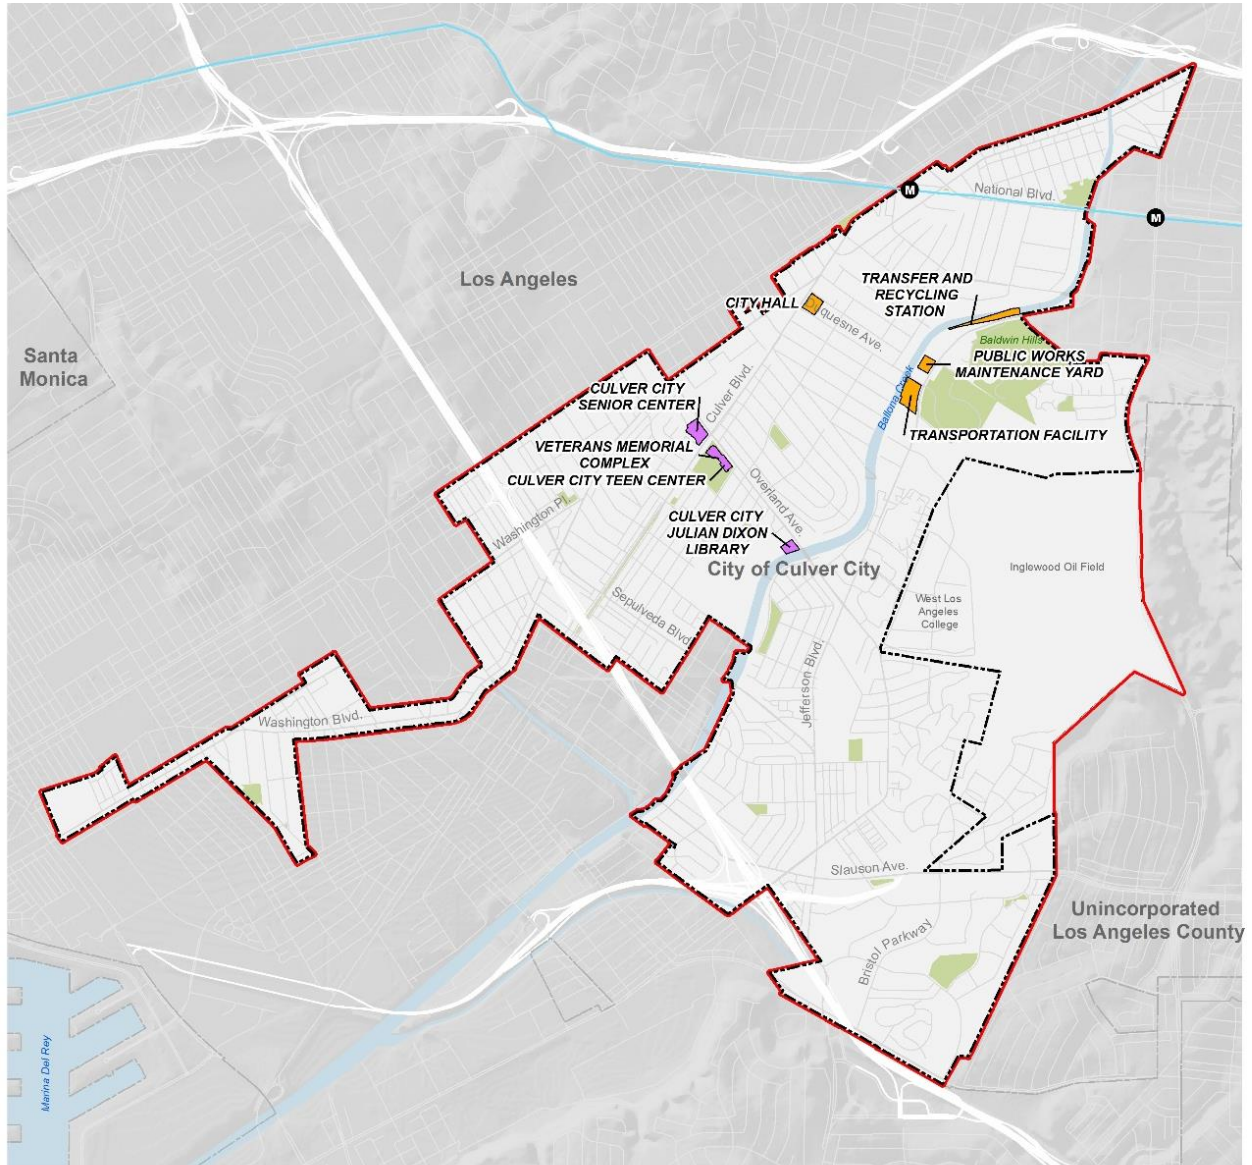 M
National Blvd.
M
Los Angeles
TRANSFER AND
RECYCLING
STATION
CITY HALL
quesne Ave.
Baldwin Hills
Santa
Monica
PUBLIC WORKS
MAINTENANCE YARD
Ballona Creek
CULVER CITY
SENIOR CENTER
Culver Blvd.
TRANSPORTATION FACILITY
VETERANS MEMORIAL
COMPLEX
CULVER CITY TEEN CENTER
Overland Ave.
Washington Pl.
CULVER CITY
JULIAN DIXON
LIBRARY
City of Culver City
Inglewood Oil Field
West Los
Angeles
College
Sepulveda Blvd.
Jefferson Blvd.
Washington Blvd.
Slauson Ave.
Unincorporated
Los Angeles County
Bristol Parkway
Marina Del Rey